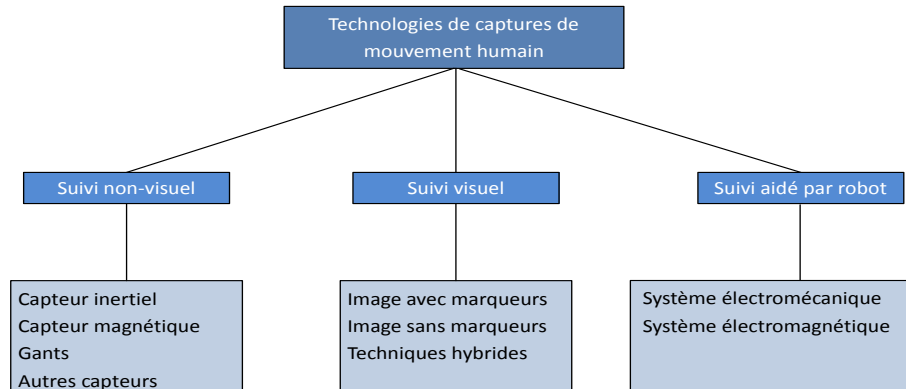 Technologies de captures de
mouvement humain
Suivi non-visuel
Suivi visuel
Suivi aidé par robot
Capteur inertiel
Capteur magnétique
Gants
Autres capteurs
Image avec marqueurs
Image sans marqueurs
Techniques hybrides
Système électromécanique
Système électromagnétique